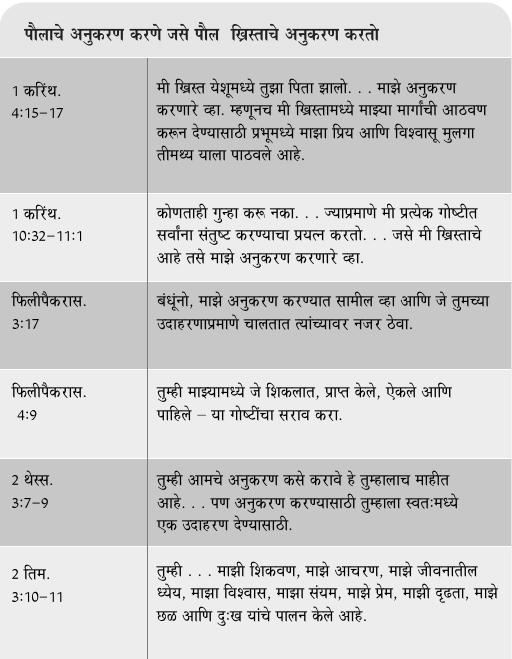 पौलाचे अनुकरण करणे जसे पौल ख्रिस्ताचे अनुकरण करतो
1 करिंथ.
4:15–17
मी ख्रिस्त येशूमध्ये तुझा पिता झालो. . . माझे अनुकरण
करणारे व्हा. म्हणूनच मी ख्रिस्तामध्ये माझ्या मार्गांची आठवण
करून देण्यासाठी प्रभूमध्ये माझा प्रिय आणि विश्वासू मुलगा
तीमथ्य याला पाठवले आहे.
1 करिंथ.
10:32–11:1
कोणताही गुन्हा करू नका. . . ज्याप्रमाणे मी प्रत्येक गोष्टीत
सर्वांना संतुष्ट करण्याचा प्रयत्न करतो. . . जसे मी ख्रिस्ताचे
आहे तसे माझे अनुकरण करणारे व्हा.
फिलीपैकरास.
3:17
बंधूंनो, माझे अनुकरण करण्यात सामील व्हा आणि जे तुमच्या
उदाहरणाप्रमाणे चालतात त्यांच्यावर नजर ठेवा.
फिलीपैकरास.
4:9
तुम्ही माझ्यामध्ये जे शिकलात, प्राप्त केले, ऐकले आणि
पाहिले – या गोष्टींचा सराव करा.
2 थेस्स.
3:7–9
तुम्ही आमचे अनुकरण कसे करावे हे तुम्हालाच माहीत
आहे. . . पण अनुकरण करण्यासाठी तुम्हाला स्वतःमध्ये
एक उदाहरण देण्यासाठी.
2 तिम.
3:10–11
तुम्ही . . . माझी शिकवण, माझे आचरण, माझे जीवनातील
ध्येय, माझा विश्वास, माझा संयम, माझे प्रेम, माझी दृढता, माझे
छळ आणि दुःख यांचे पालन केले आहे.